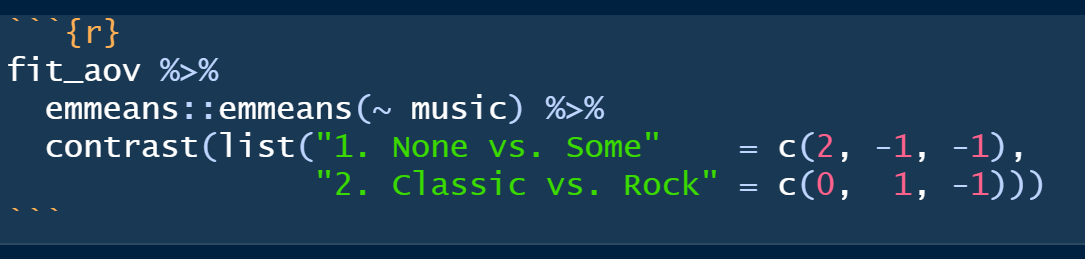 ```{r}
fit_aov %>%
  emmeans::emmeans(~ music) %>%
  contrast(list("1. None vs. Some"    = c(2, -1, -1),
                "2. Classic vs. Rock" = c(0,  1, -1)))
```